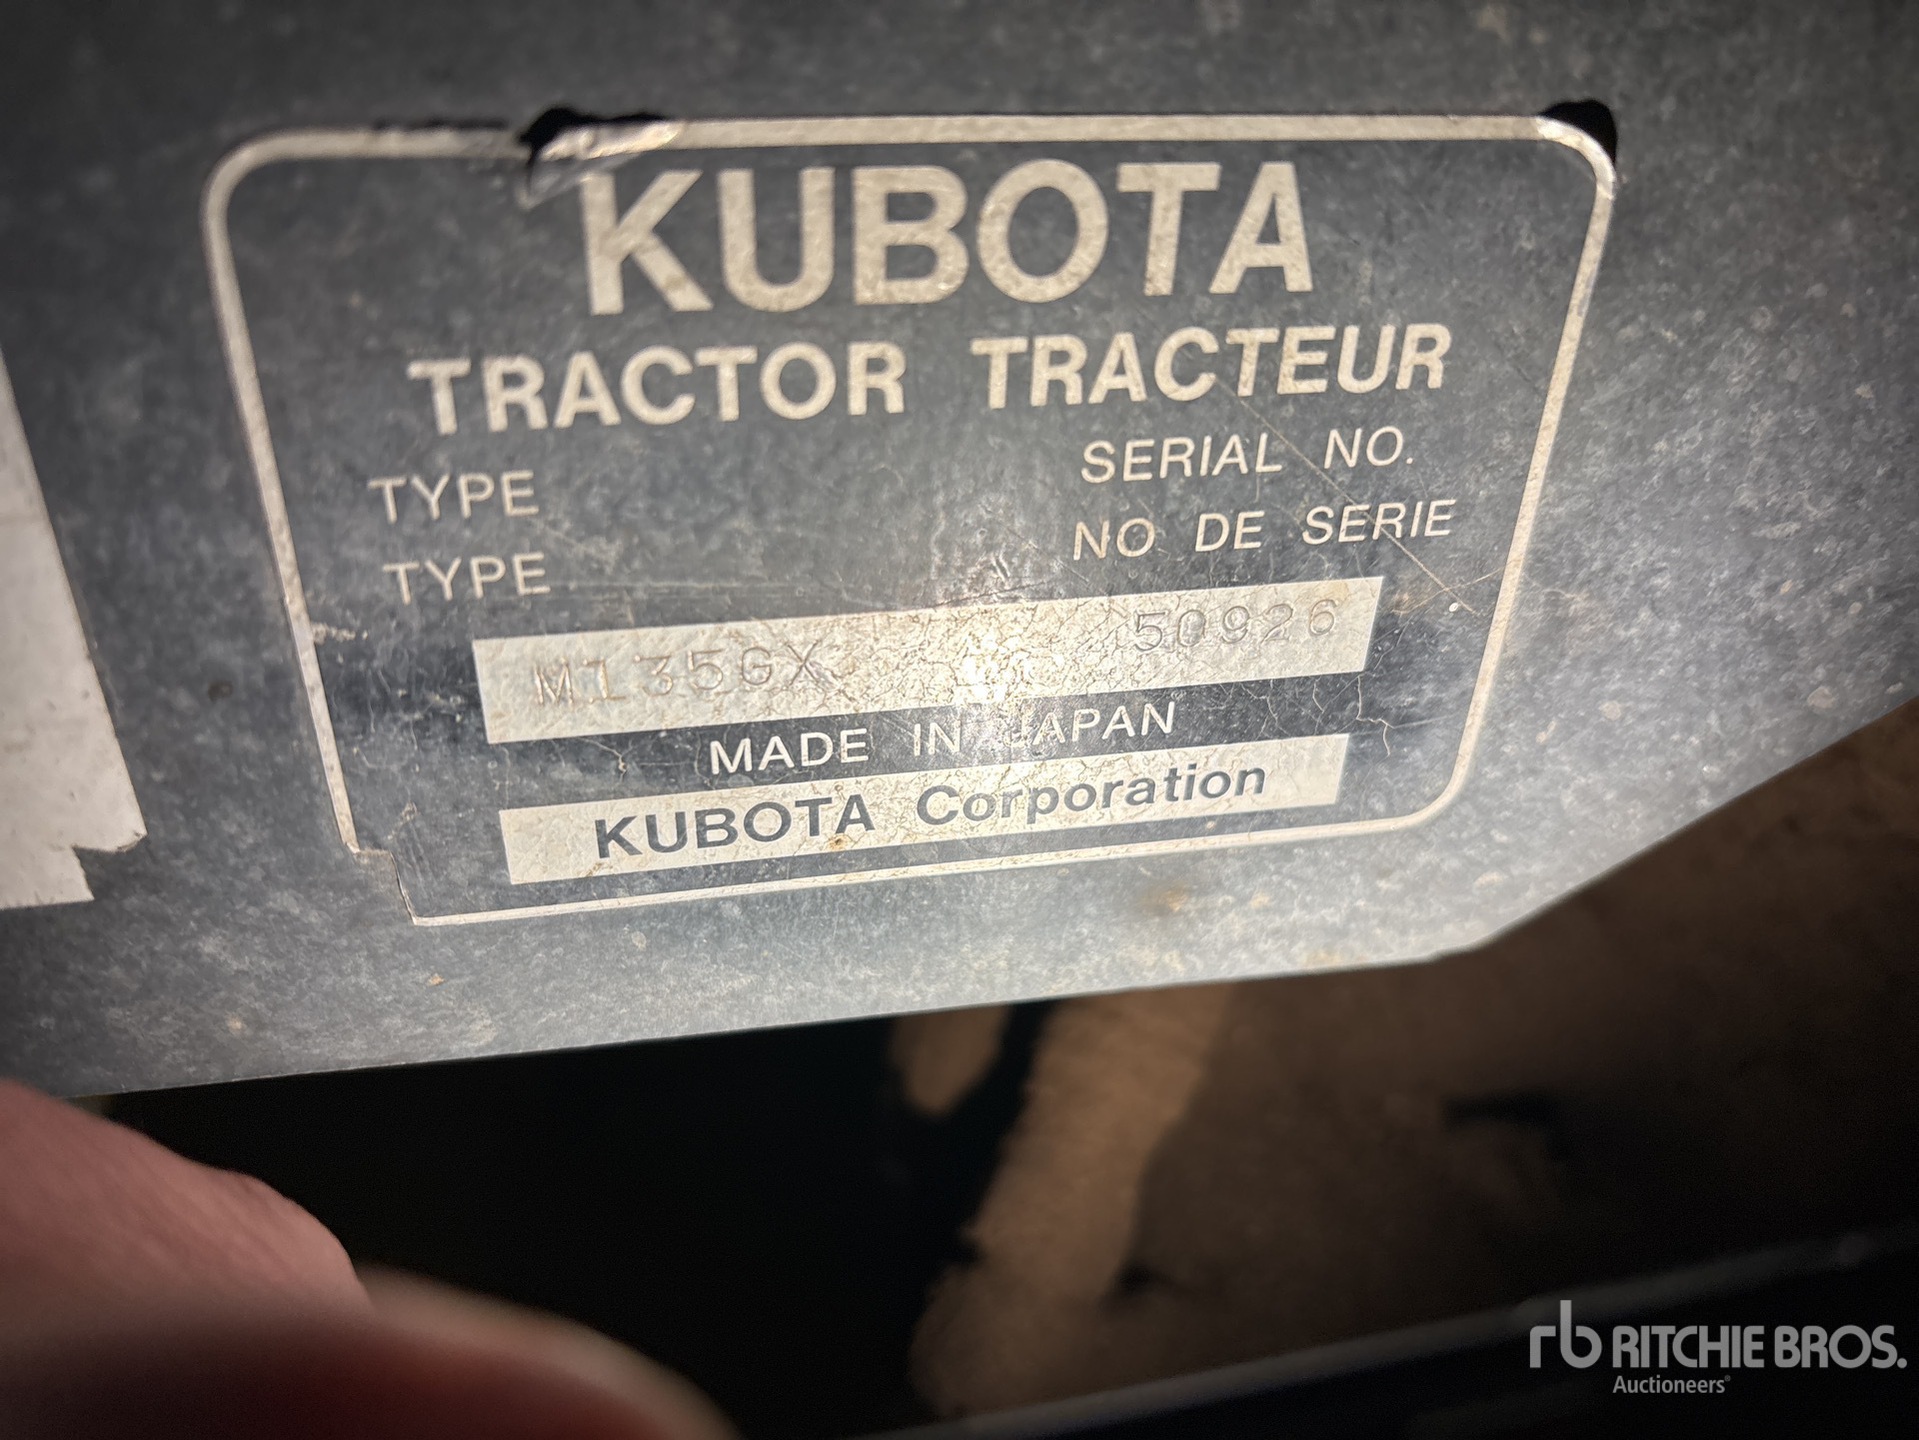 KUBOTA
TRACTOR TRACTEUR
TYPE SERIAL NO.
TYPE NO DE SERIE
M135GX 50926
MADE IN JAPAN
KUBOTA Corporation
rb RITCHIE BROS.
Auctioneers®